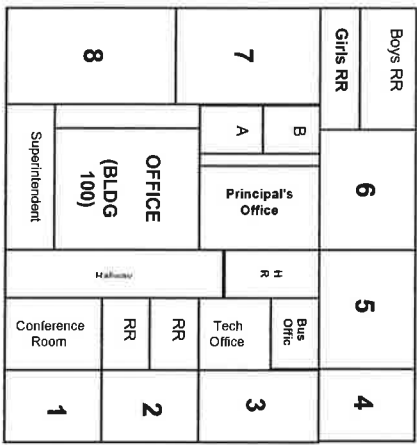 8
7
Girls RR
Boys RR
A
B
Superintendent
OFFICE
(BLDG
100)
Principal's
Office
6
Hallway
H
R
5
Conference
Room
RR
RR
Tech
Office
Bus
Offic
1
2
3
4